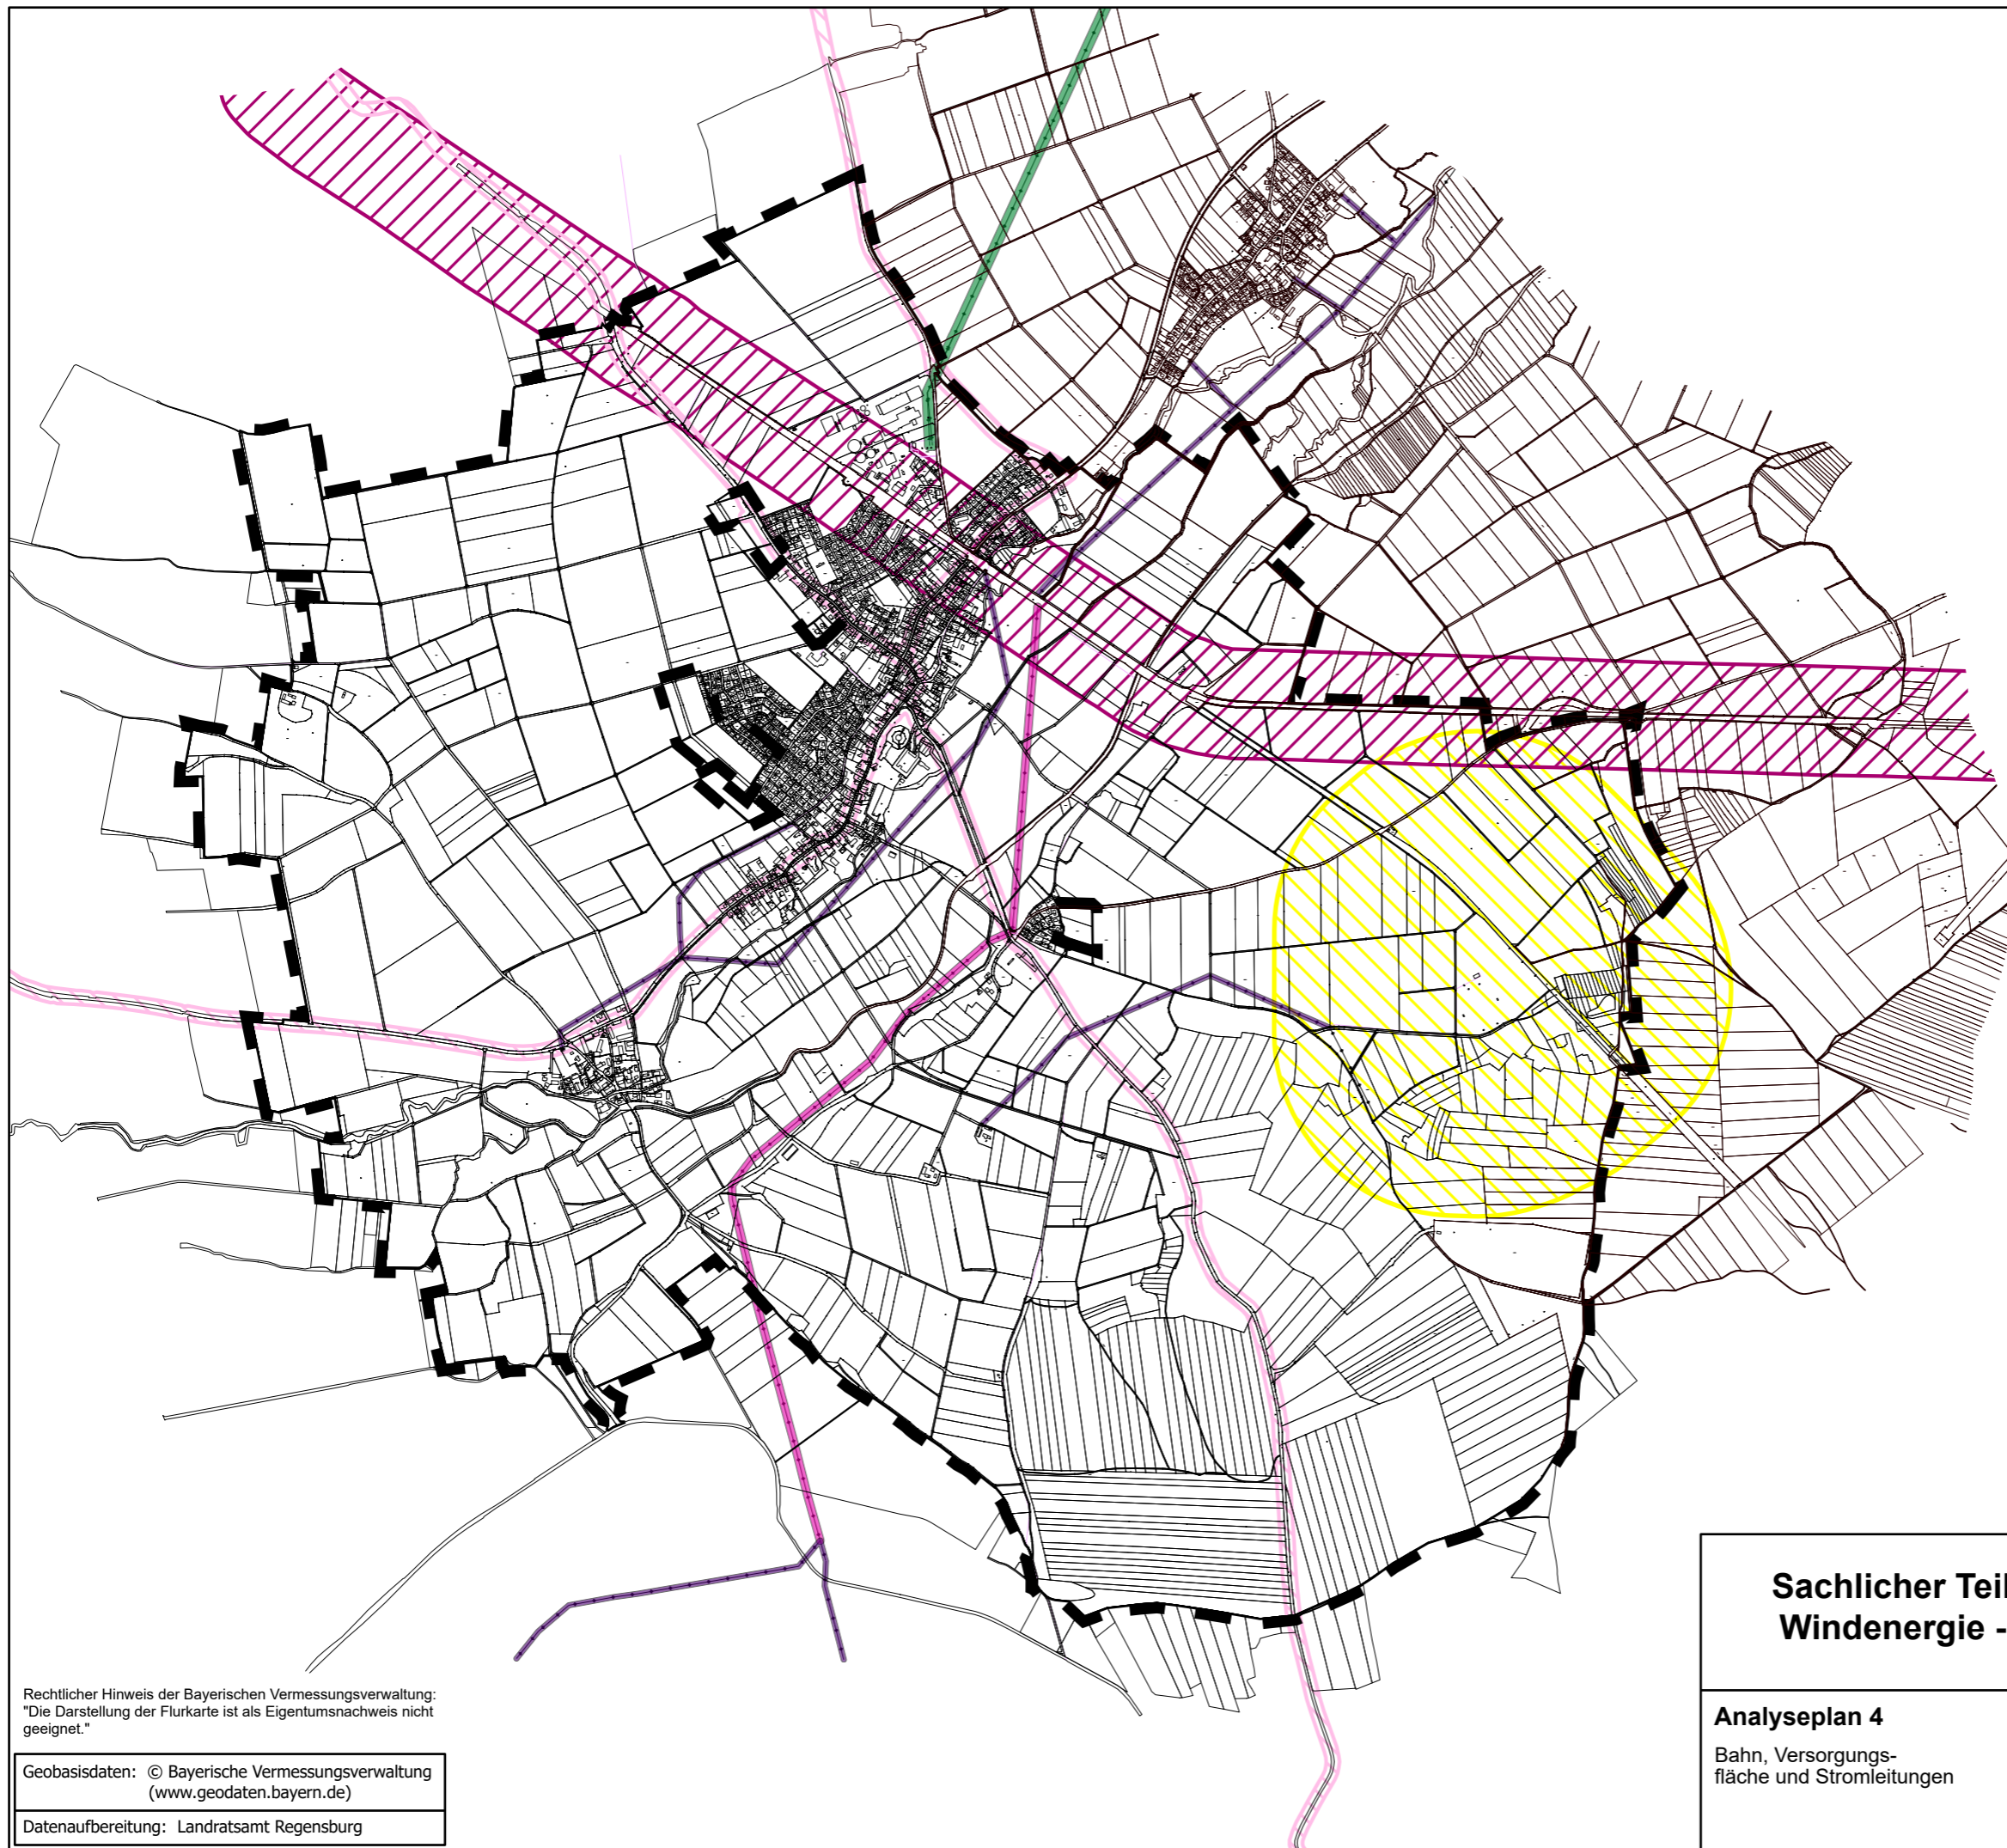 Sachlicher Teil
Windenergie -
Analyseplan 4
Bahn, Versorgungs-
fläche und Stromleitungen
Rechtlicher Hinweis der Bayerischen Vermessungsverwaltung:
"Die Darstellung der Flurkarte ist als Eigentumsnachweis nicht
geeignet."
Geobasisdaten: © Bayerische Vermessungsverwaltung
(www.geodaten.bayern.de)
Datenaufbereitung: Landratsamt Regensburg